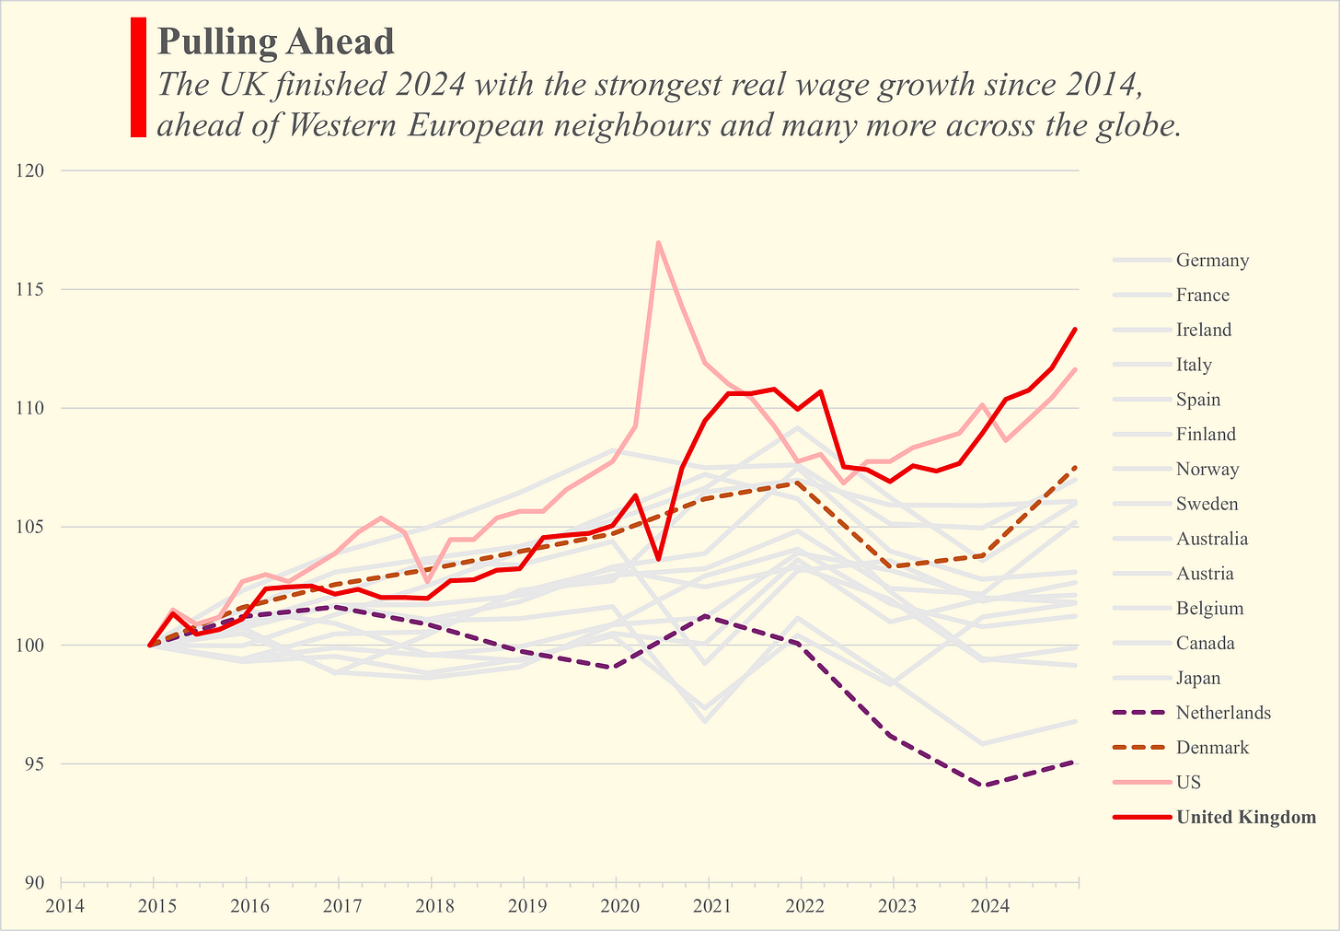 Pulling Ahead
The UK finished 2024 with the strongest real wage growth since 2014,
ahead of Western European neighbours and many more across the globe.
120
115
110
105
100
95
90
2014 2015 2016 2017 2018 2019 2020 2021 2022 2023 2024
Germany
France
Ireland
Italy
Spain
Finland
Norway
Sweden
Australia
Austria
Belgium
Canada
Japan
Netherlands
Denmark
US
United Kingdom